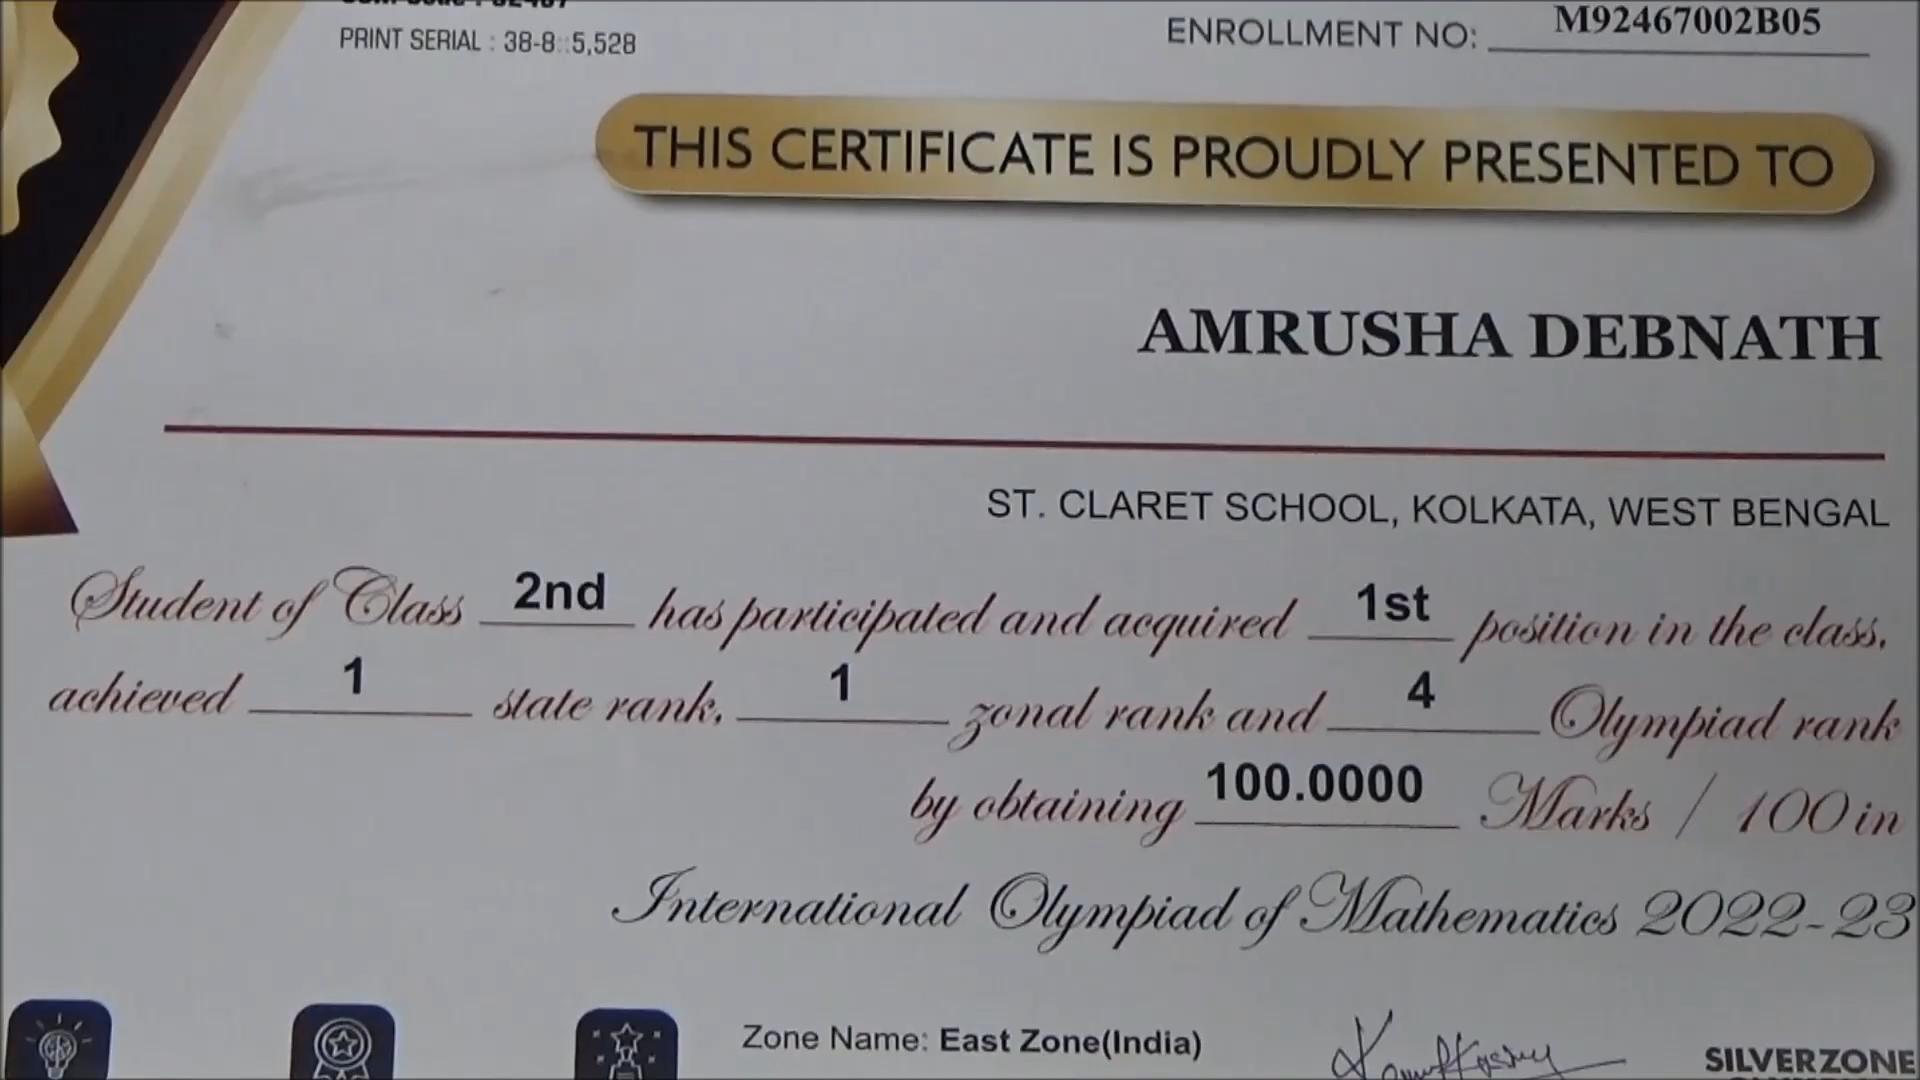 PRINT SERIAL : 38-8::5,528
ENROLLMENT NO: M92467002B05
THIS CERTIFICATE IS PROUDLY PRESENTED TO
AMRUSHA DEBNATH
ST. CLARET SCHOOL, KOLKATA, WEST BENGAL
Student of Class 2nd has participated and acquired 1st position in the class,
achieved 1 state rank, 1 zonal rank and 4 Olympiad rank
by obtaining 100.0000 Marks / 100 in
International Olympiad of Mathematics 2022-23
Zone Name: East Zone(India)
SILVERZONE